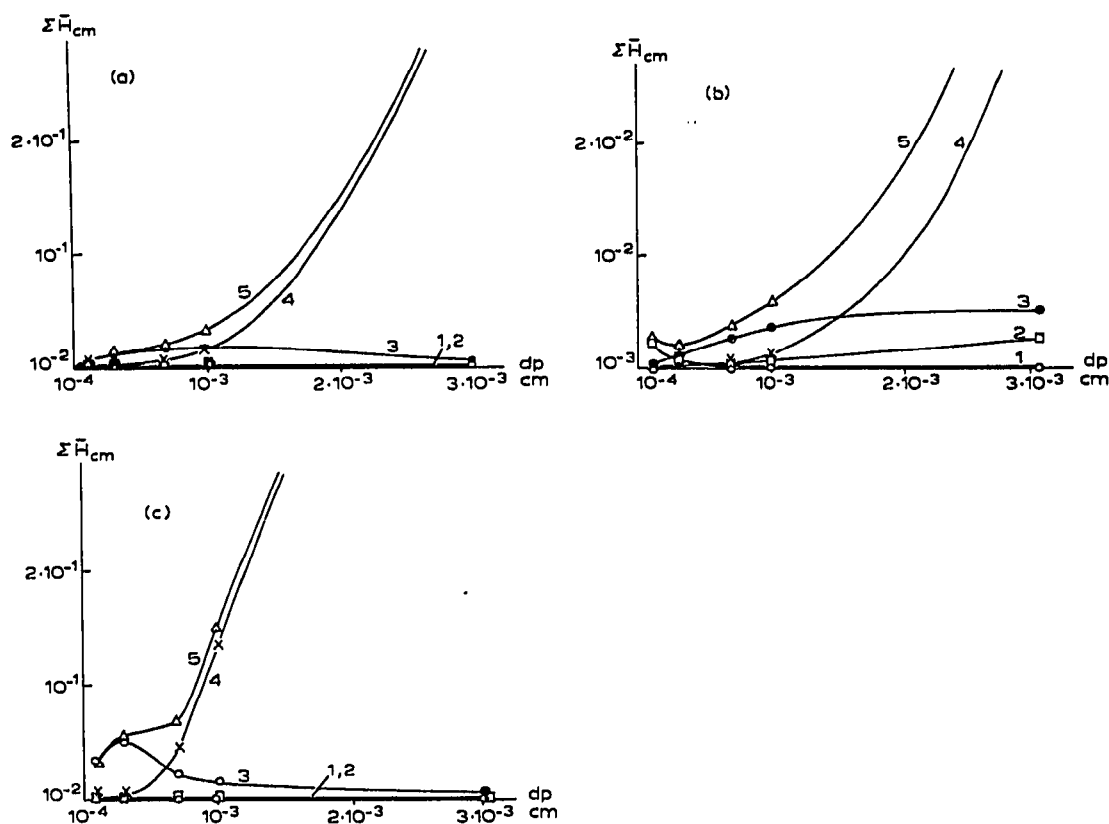 ΣH̄cm
(a)
2·10⁻¹
10⁻¹
10⁻²
5
4
3
1,2
10⁻⁴
10⁻³
2·10⁻³
3·10⁻³
dp
cm
ΣH̄cm
(b)
2·10⁻²
10⁻²
10⁻³
5
4
3
2
1
10⁻⁴
10⁻³
2·10⁻³
3·10⁻³
dp
cm
ΣH̄cm
(c)
2·10⁻¹
10⁻¹
10⁻²
5
4
3
1,2
10⁻⁴
10⁻³
2·10⁻³
3·10⁻³
dp
cm